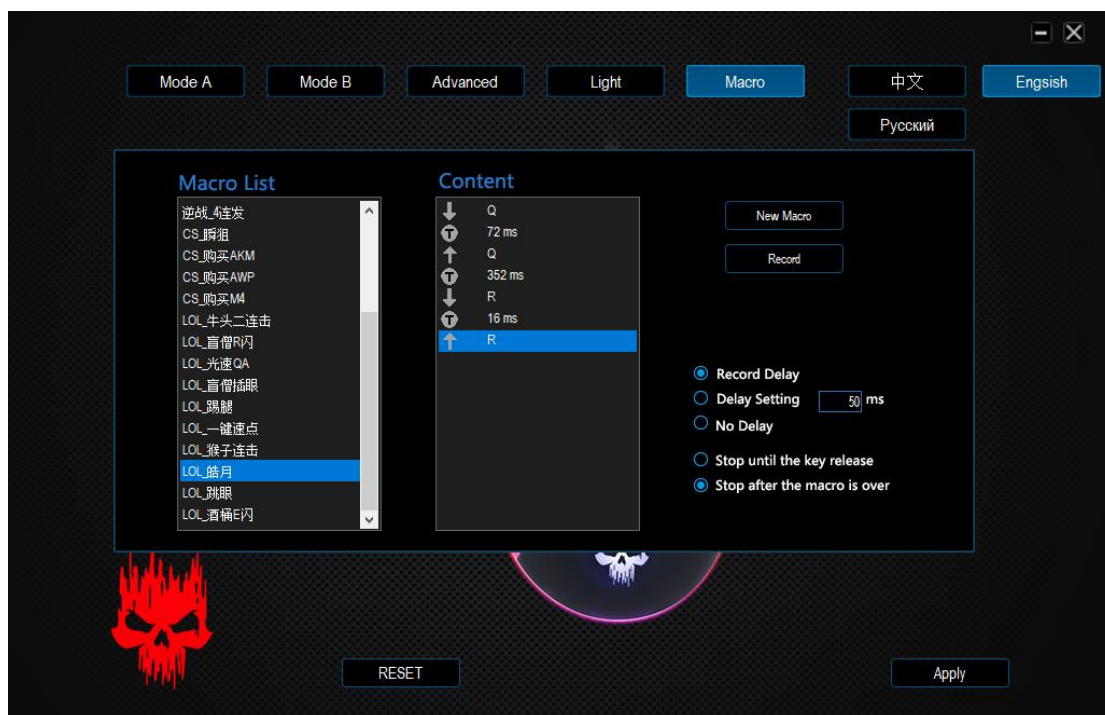 Mode A
Mode B
Advanced
Light
Macro
中文
Engsish
Русский
Macro List
逆战_4连发
CS_瞬狙
CS_购买AKM
CS_购买AWP
CS_购买M4
LOL_牛头二连击
LOL_盲僧R闪
LOL_光速QA
LOL_盲僧插眼
LOL_踢腿
LOL_一键速点
LOL_猴子连击
LOL_皓月
LOL_跳眼
LOL_酒桶E闪
Content
Q
T 72 ms
Q
T 352 ms
R
T 16 ms
R
New Macro
Record
Record Delay
Delay Setting 50 ms
No Delay
Stop until the key release
Stop after the macro is over
RESET
Apply